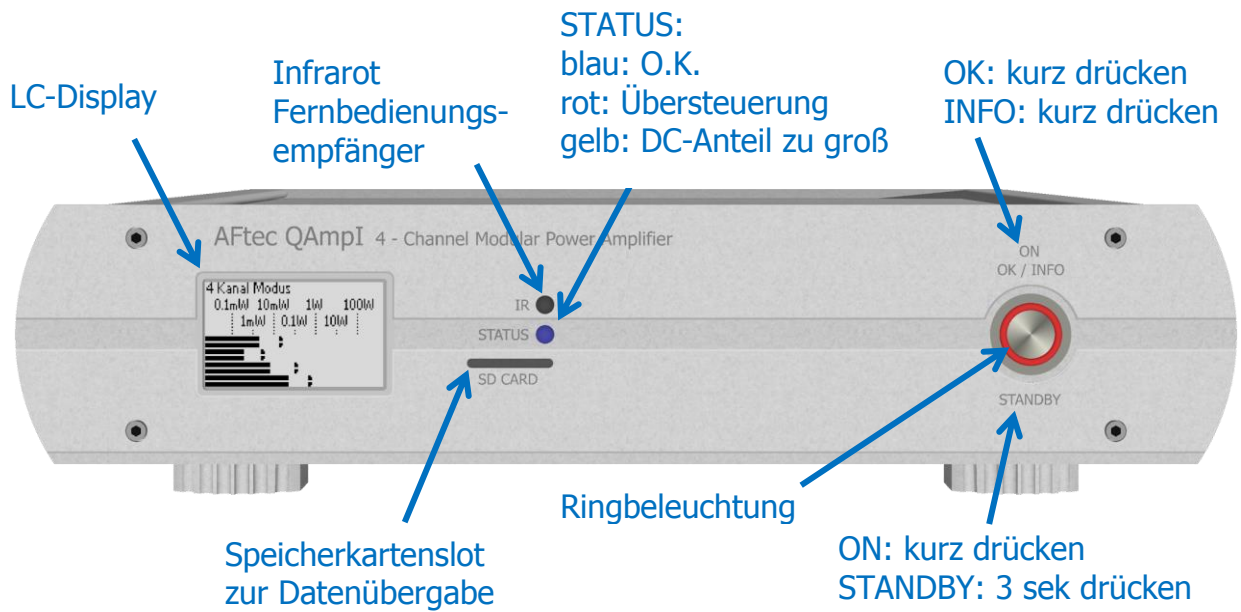 STATUS:
blau: O.K.
rot: Übersteuerung
gelb: DC-Anteil zu groß
LC-Display
Infrarot
Fernbedienungs-
empfänger
OK: kurz drücken
INFO: kurz drücken
AFtec QAmpI 4 - Channel Modular Power Amplifier
ON
OK / INFO
4 Kanal Modus
0.1mW 10mW 1W 100W
1mW 0.1W 10W
IR
STATUS
SD CARD
STANDBY
Ringbeleuchtung
Speicherkartenslot
zur Datenübergabe
ON: kurz drücken
STANDBY: 3 sek drücken